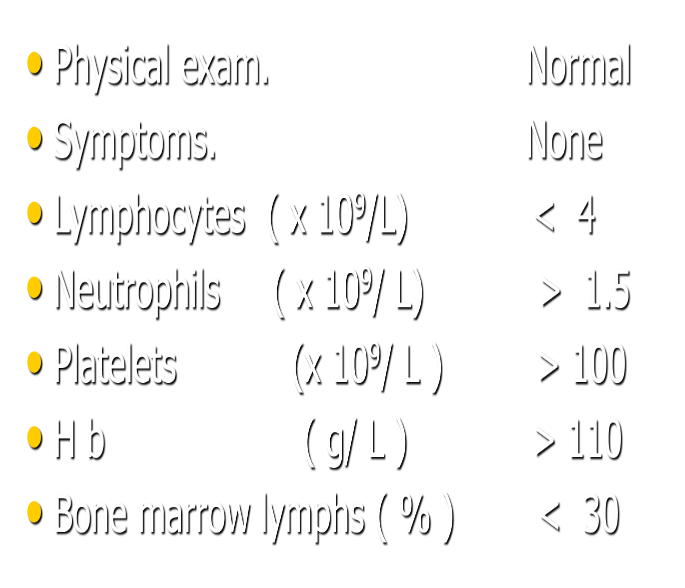 • Physical exam. Normal
• Symptoms. None
• Lymphocytes ( x 10⁹/L) < 4
• Neutrophils ( x 10⁹/ L) > 1.5
• Platelets (x 10⁹/ L ) > 100
• H b ( g/ L ) > 110
• Bone marrow lymphs ( % ) < 30